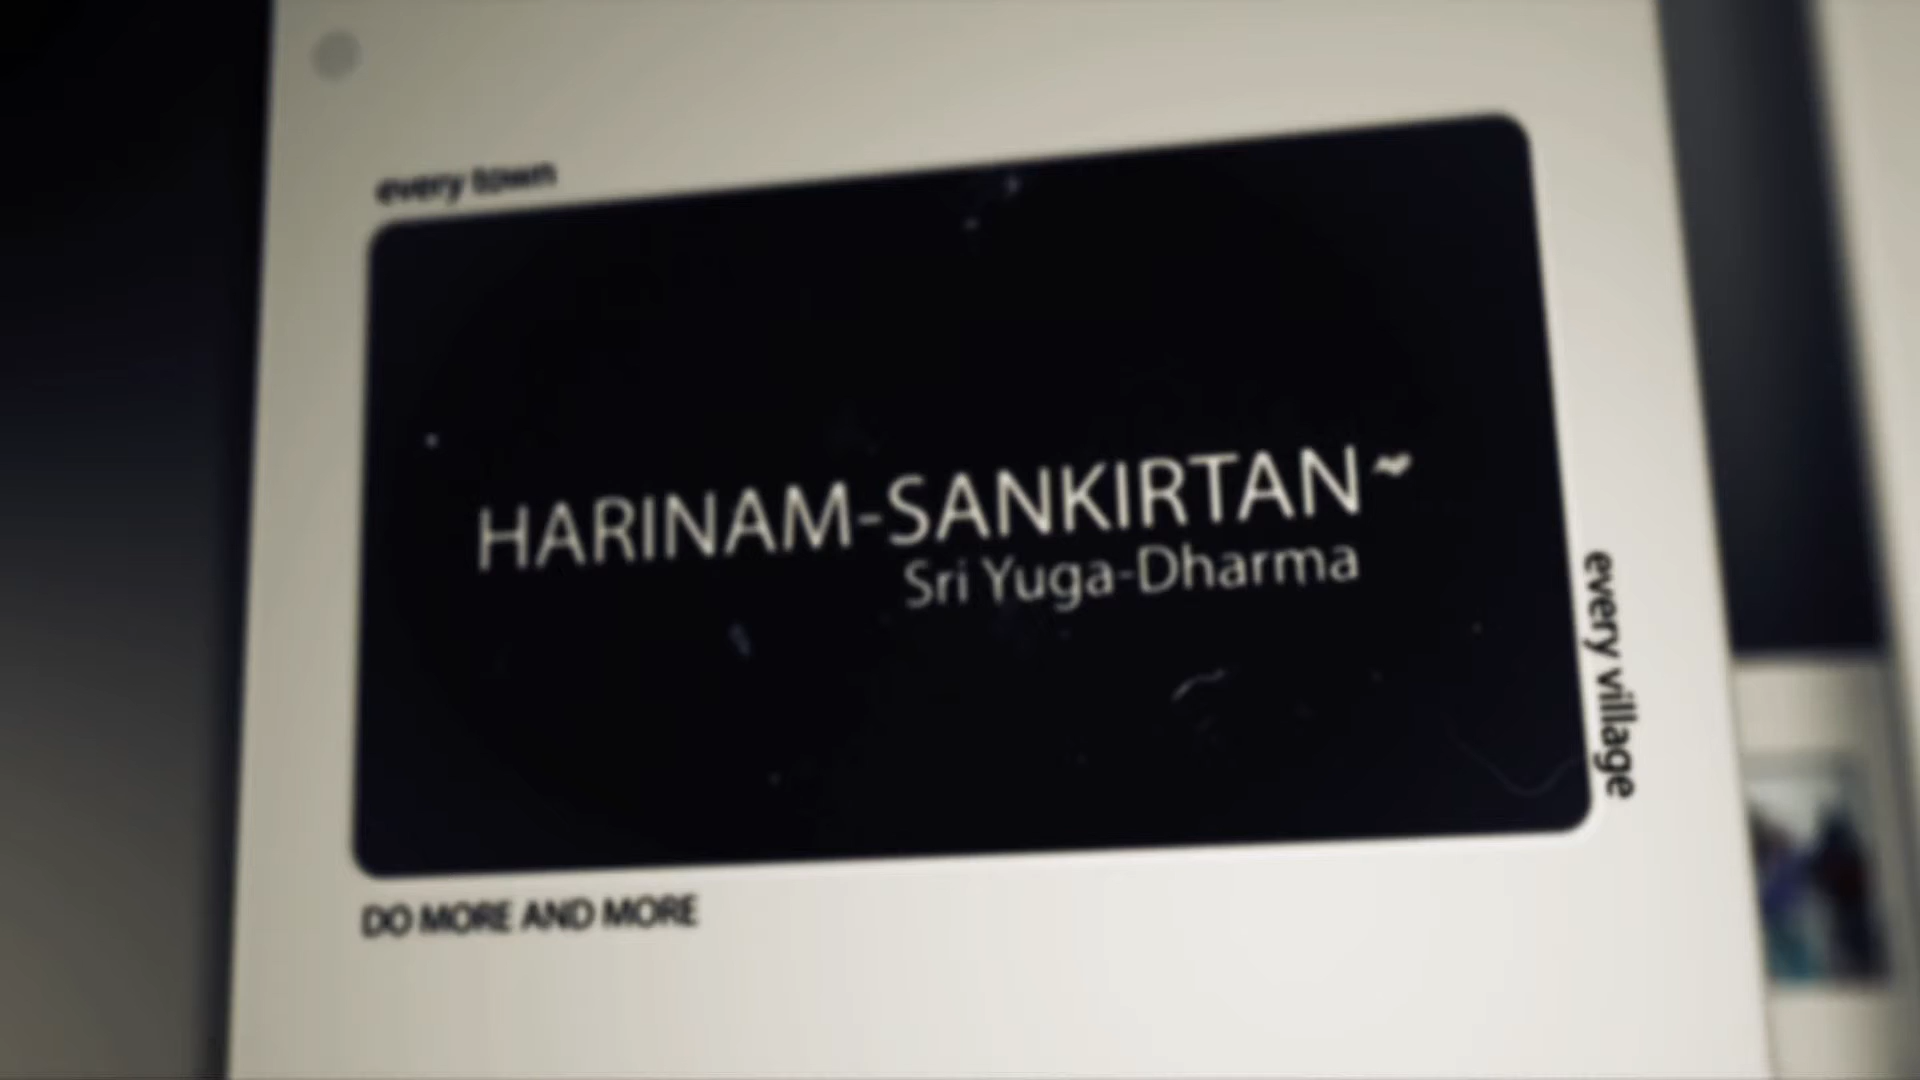 every town
HARINAM-SANKIRTAN~
Sri Yuga-Dharma
every village
DO MORE AND MORE